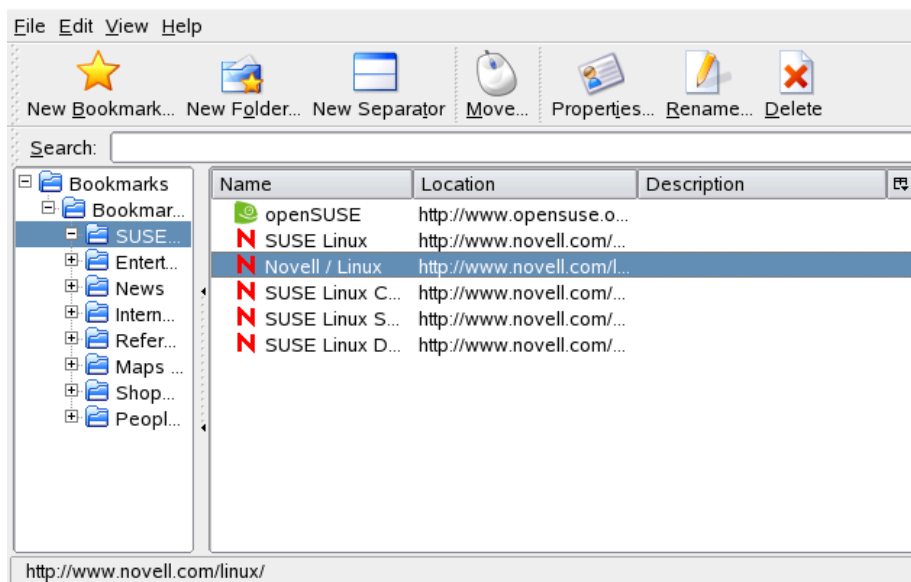 File Edit View Help
New Bookmark... New Folder... New Separator Move... Properties... Rename... Delete
Search:
Bookmarks
Bookmar...
SUSE...
Entert...
News
Intern...
Refer...
Maps ...
Shop...
Peopl...
Name Location Description
openSUSE http://www.opensuse.o...
SUSE Linux http://www.novell.com/...
Novell / Linux http://www.novell.com/l...
SUSE Linux C... http://www.novell.com/...
SUSE Linux S... http://www.novell.com/...
SUSE Linux D... http://www.novell.com/...
http://www.novell.com/linux/